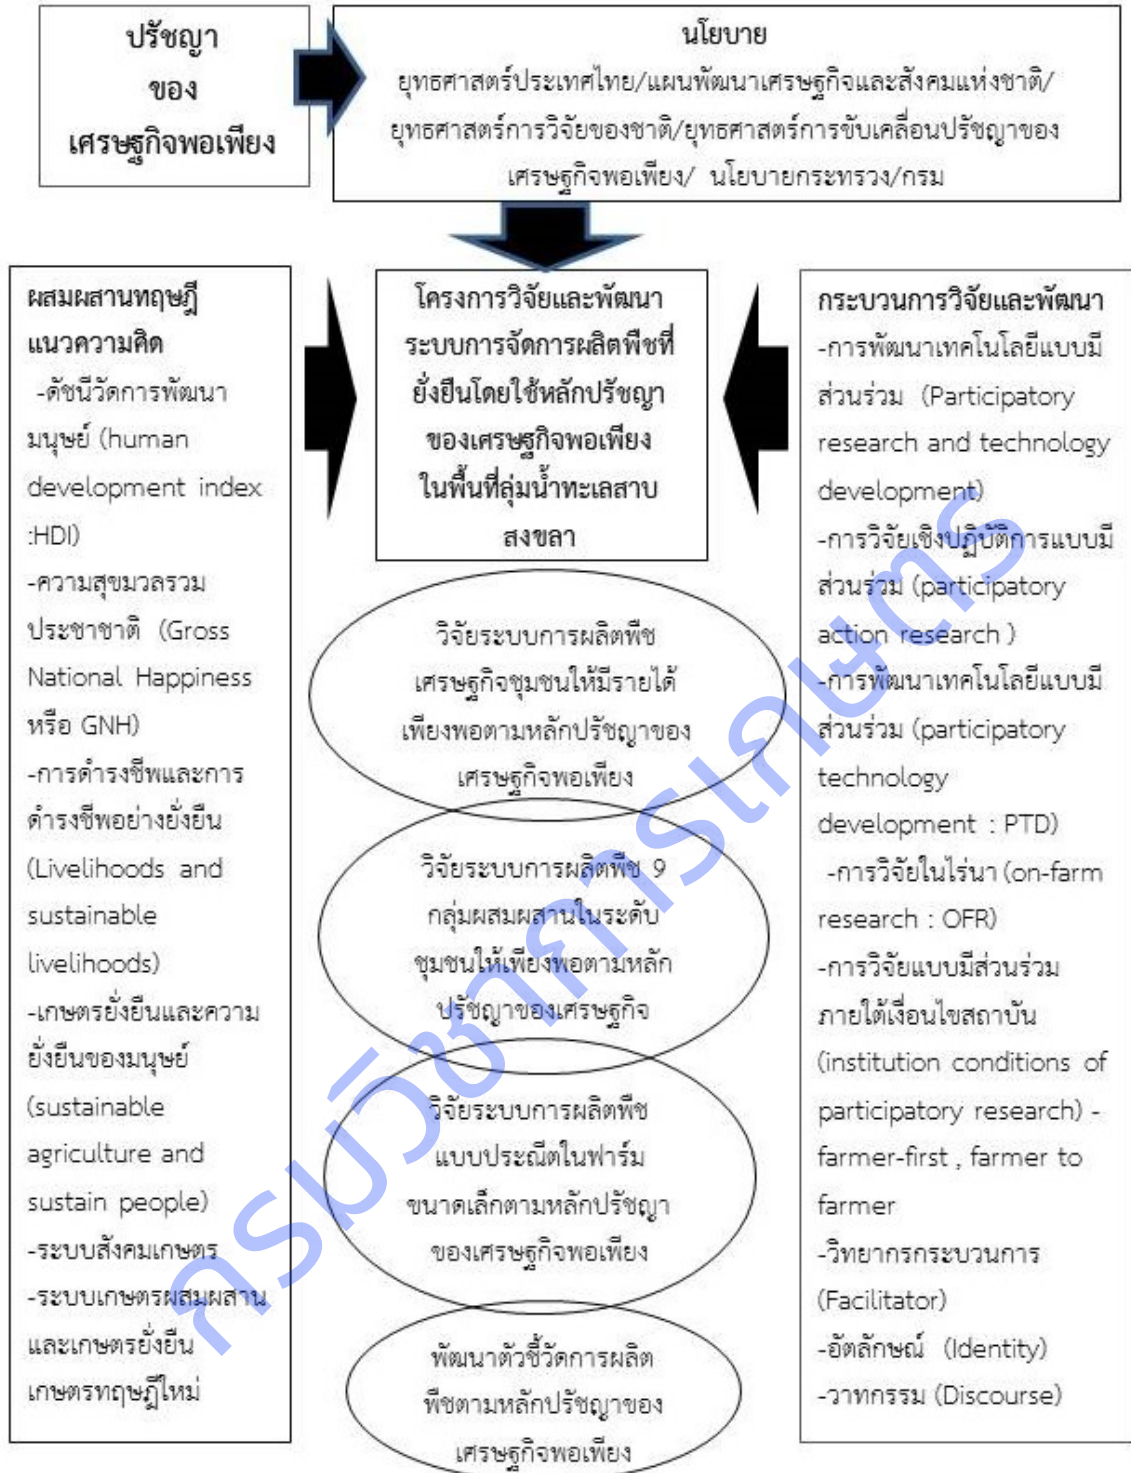 ปรัชญา
ของ
เศรษฐกิจพอเพียง
นโยบาย
ยุทธศาสตร์ประเทศไทย/แผนพัฒนาเศรษฐกิจและสังคมแห่งชาติ/
ยุทธศาสตร์การวิจัยของชาติ/ยุทธศาสตร์การขับเคลื่อนปรัชญาของ
เศรษฐกิจพอเพียง/ นโยบายกระทรวง/กรม
ผสมผสานทฤษฎี
แนวความคิด
-ดัชนีวัดการพัฒนา
มนุษย์ (human
development index
:HDI)
-ความสุขมวลรวม
ประชาชาติ (Gross
National Happiness
หรือ GNH)
-การดำรงชีพและการ
ดำรงชีพอย่างยั่งยืน
(Livelihoods and
sustainable
livelihoods)
-เกษตรยั่งยืนและความ
ยั่งยืนของมนุษย์
(sustainable
agriculture and
sustain people)
-ระบบสังคมเกษตร
-ระบบเกษตรผสมผสาน
และเกษตรยั่งยืน
เกษตรทฤษฎีใหม่
โครงการวิจัยและพัฒนา
ระบบการจัดการผลิตพืชที่
ยั่งยืนโดยใช้หลักปรัชญา
ของเศรษฐกิจพอเพียง
ในพื้นที่ลุ่มน้ำทะเลสาบ
สงขลา
วิจัยระบบการผลิตพืช
เศรษฐกิจชุมชนให้มีรายได้
เพียงพอตามหลักปรัชญาของ
เศรษฐกิจพอเพียง
วิจัยระบบการผลิตพืช 9
กลุ่มผสมผสานในระดับ
ชุมชนให้เพียงพอตามหลัก
ปรัชญาของเศรษฐกิจ
วิจัยระบบการผลิตพืช
แบบประณีตในฟาร์ม
ขนาดเล็กตามหลักปรัชญา
ของเศรษฐกิจพอเพียง
พัฒนาตัวชี้วัดการผลิต
พืชตามหลักปรัชญาของ
เศรษฐกิจพอเพียง
กระบวนการวิจัยและพัฒนา
-การพัฒนาเทคโนโลยีแบบมี
ส่วนร่วม (Participatory
research and technology
development)
-การวิจัยเชิงปฏิบัติการแบบมี
ส่วนร่วม (participatory
action research )
-การพัฒนาเทคโนโลยีแบบมี
ส่วนร่วม (participatory
technology
development : PTD)
-การวิจัยในไร่นา (on-farm
research : OFR)
-การวิจัยแบบมีส่วนร่วม
ภายใต้เงื่อนไขสถาบัน
(institution conditions of
participatory research) -
farmer-first , farmer to
farmer
-วิทยากรกระบวนการ
(Facilitator)
-อัตลักษณ์ (Identity)
-วาทกรรม (Discourse)
กรมวิชาการเกษตร